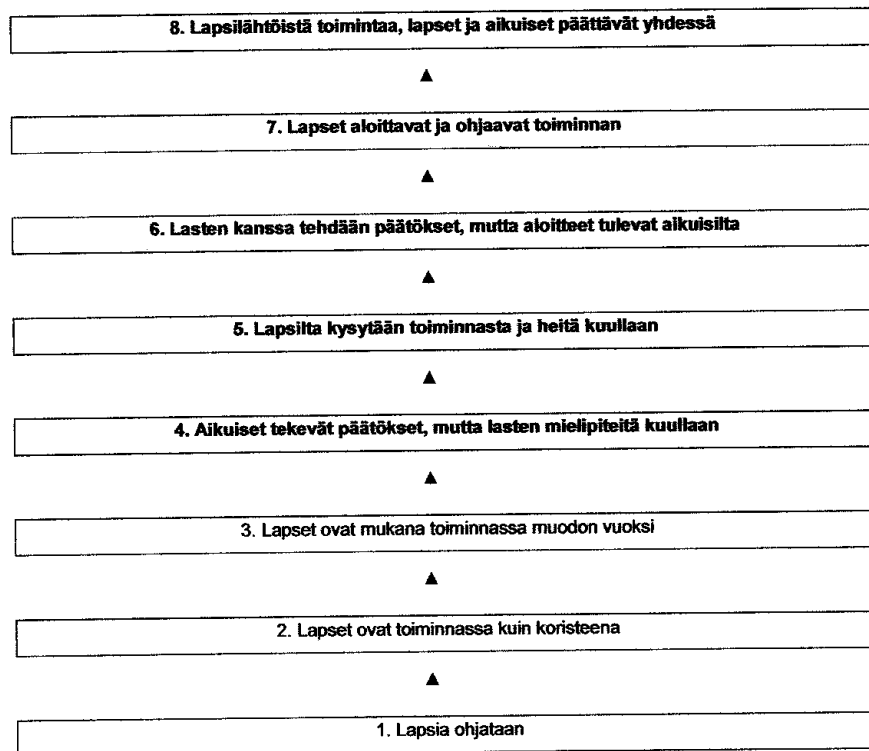 8. Lapsilähtöistä toimintaa, lapset ja aikuiset päättävät yhdessä
7. Lapset aloittavat ja ohjaavat toiminnan
6. Lasten kanssa tehdään päätökset, mutta aloitteet tulevat aikuisilta
5. Lapsilta kysytään toiminnasta ja heitä kuullaan
4. Aikuiset tekevät päätökset, mutta lasten mielipiteitä kuullaan
3. Lapset ovat mukana toiminnassa muodon vuoksi
2. Lapset ovat toiminnassa kuin koristeena
1. Lapsia ohjataan